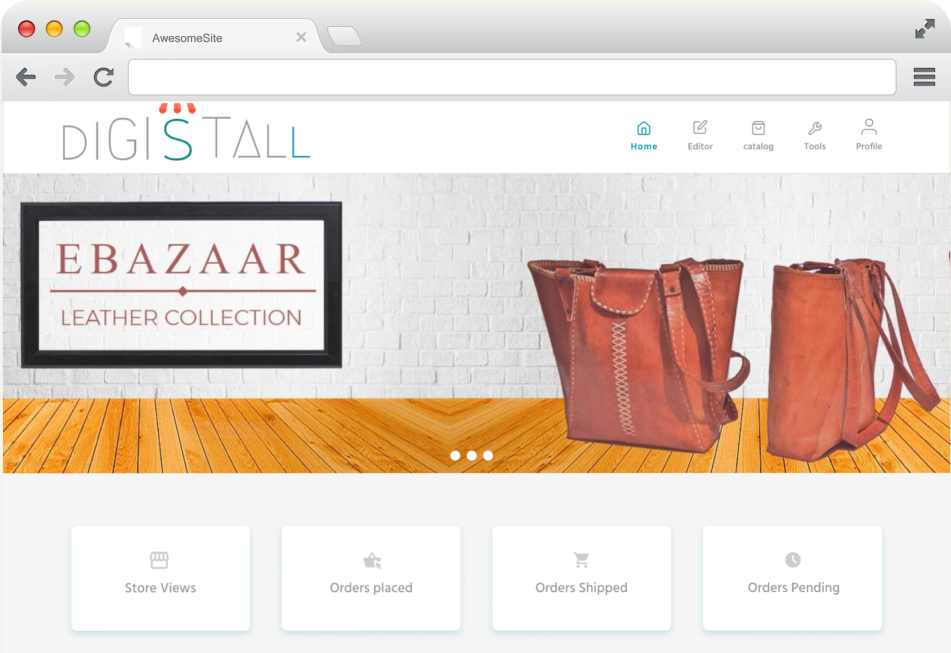 AwesomeSite
DIGISTALL
Home
Editor
catalog
Tools
Profile
EBAZAAR
LEATHER COLLECTION
Store Views
Orders placed
Orders Shipped
Orders Pending